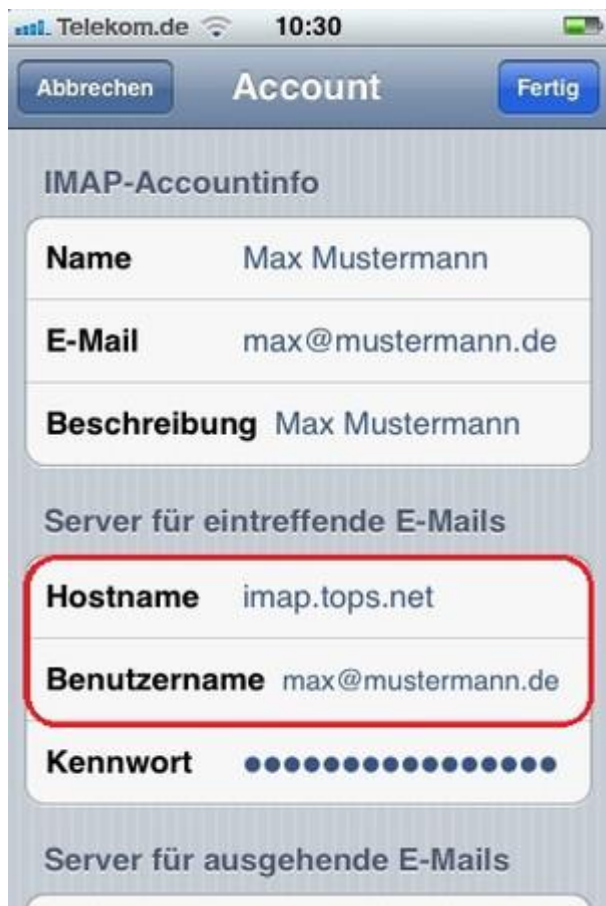 Telekom.de 10:30
Abbrechen Account Fertig
IMAP-Accountinfo
Name Max Mustermann
E-Mail max@mustermann.de
Beschreibung Max Mustermann
Server für eintreffende E-Mails
Hostname imap.tops.net
Benutzername max@mustermann.de
Kennwort ●●●●●●●●●●●●●●●●
Server für ausgehende E-Mails